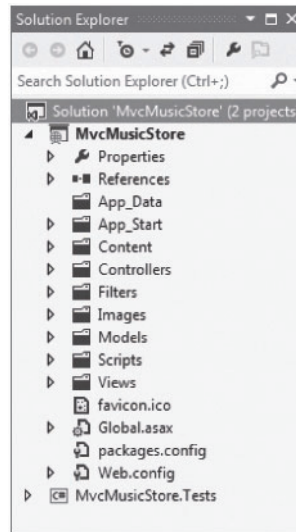 Solution Explorer
Search Solution Explorer (Ctrl+;)
Solution 'MvcMusicStore' (2 projects
MvcMusicStore
Properties
References
App_Data
App_Start
Content
Controllers
Filters
Images
Models
Scripts
Views
favicon.ico
Global.asax
packages.config
Web.config
C# MvcMusicStore.Tests